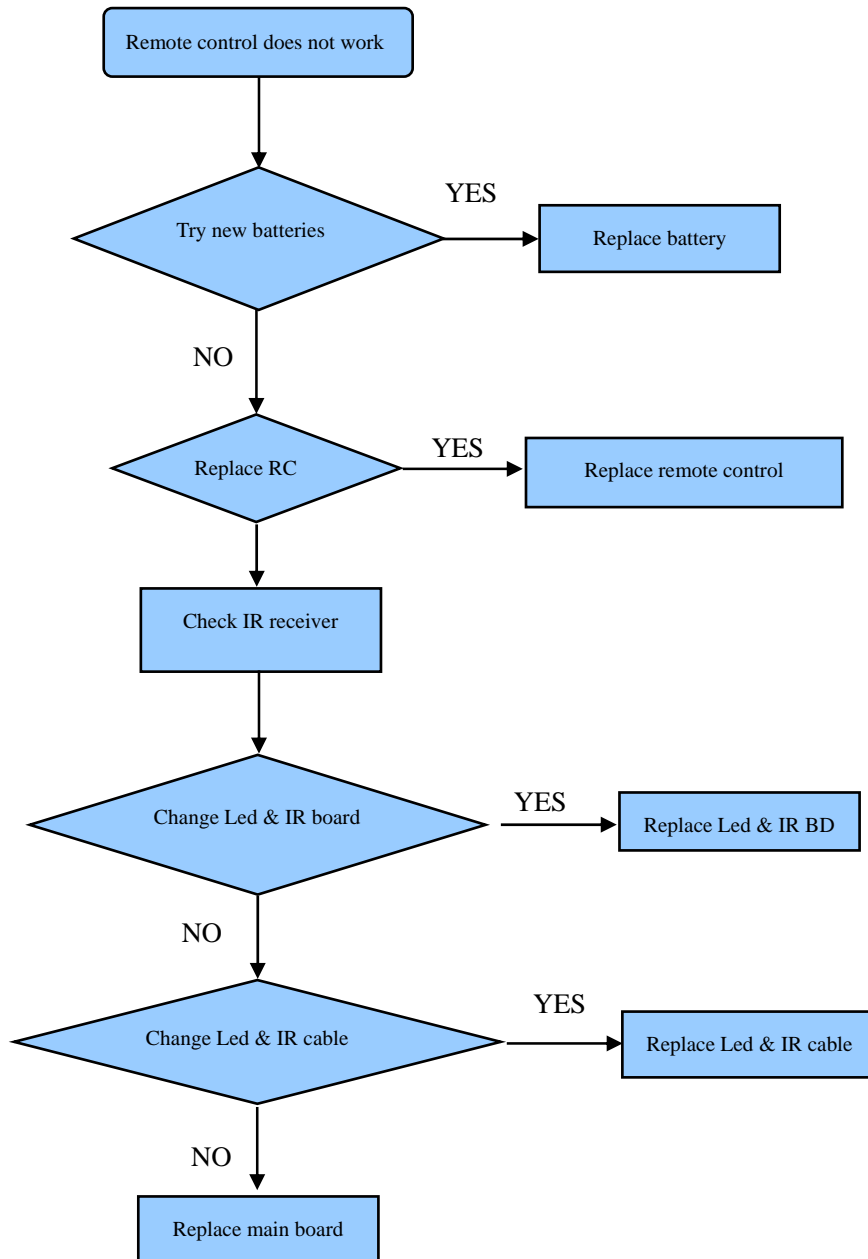 Remote control does not work
YES
Try new batteries
Replace battery
NO
YES
Replace RC
Replace remote control
Check IR receiver
YES
Change Led & IR board
Replace Led & IR BD
NO
YES
Change Led & IR cable
Replace Led & IR cable
NO
Replace main board